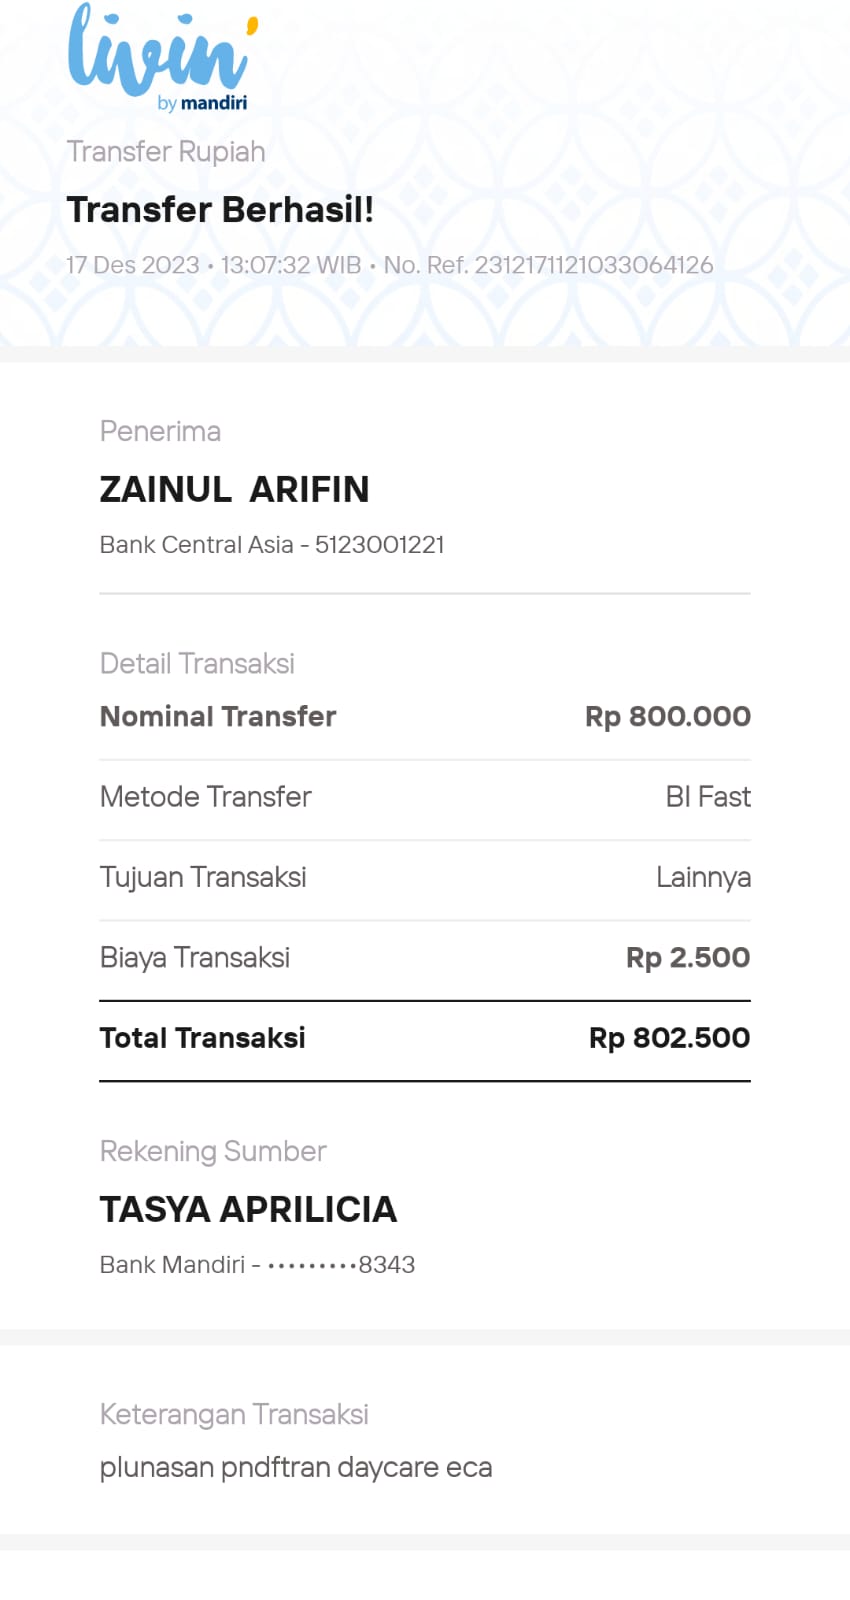 livin'
by mandiri
Transfer Rupiah
Transfer Berhasil!
17 Des 2023 • 13:07:32 WIB • No. Ref. 2312171121033064126
Penerima
ZAINUL  ARIFIN
Bank Central Asia - 5123001221
Detail Transaksi
Nominal Transfer Rp 800.000
Metode Transfer BI Fast
Tujuan Transaksi Lainnya
Biaya Transaksi Rp 2.500
Total Transaksi Rp 802.500
Rekening Sumber
TASYA APRILICIA
Bank Mandiri - •••••••••8343
Keterangan Transaksi
plunasan pndftran daycare eca